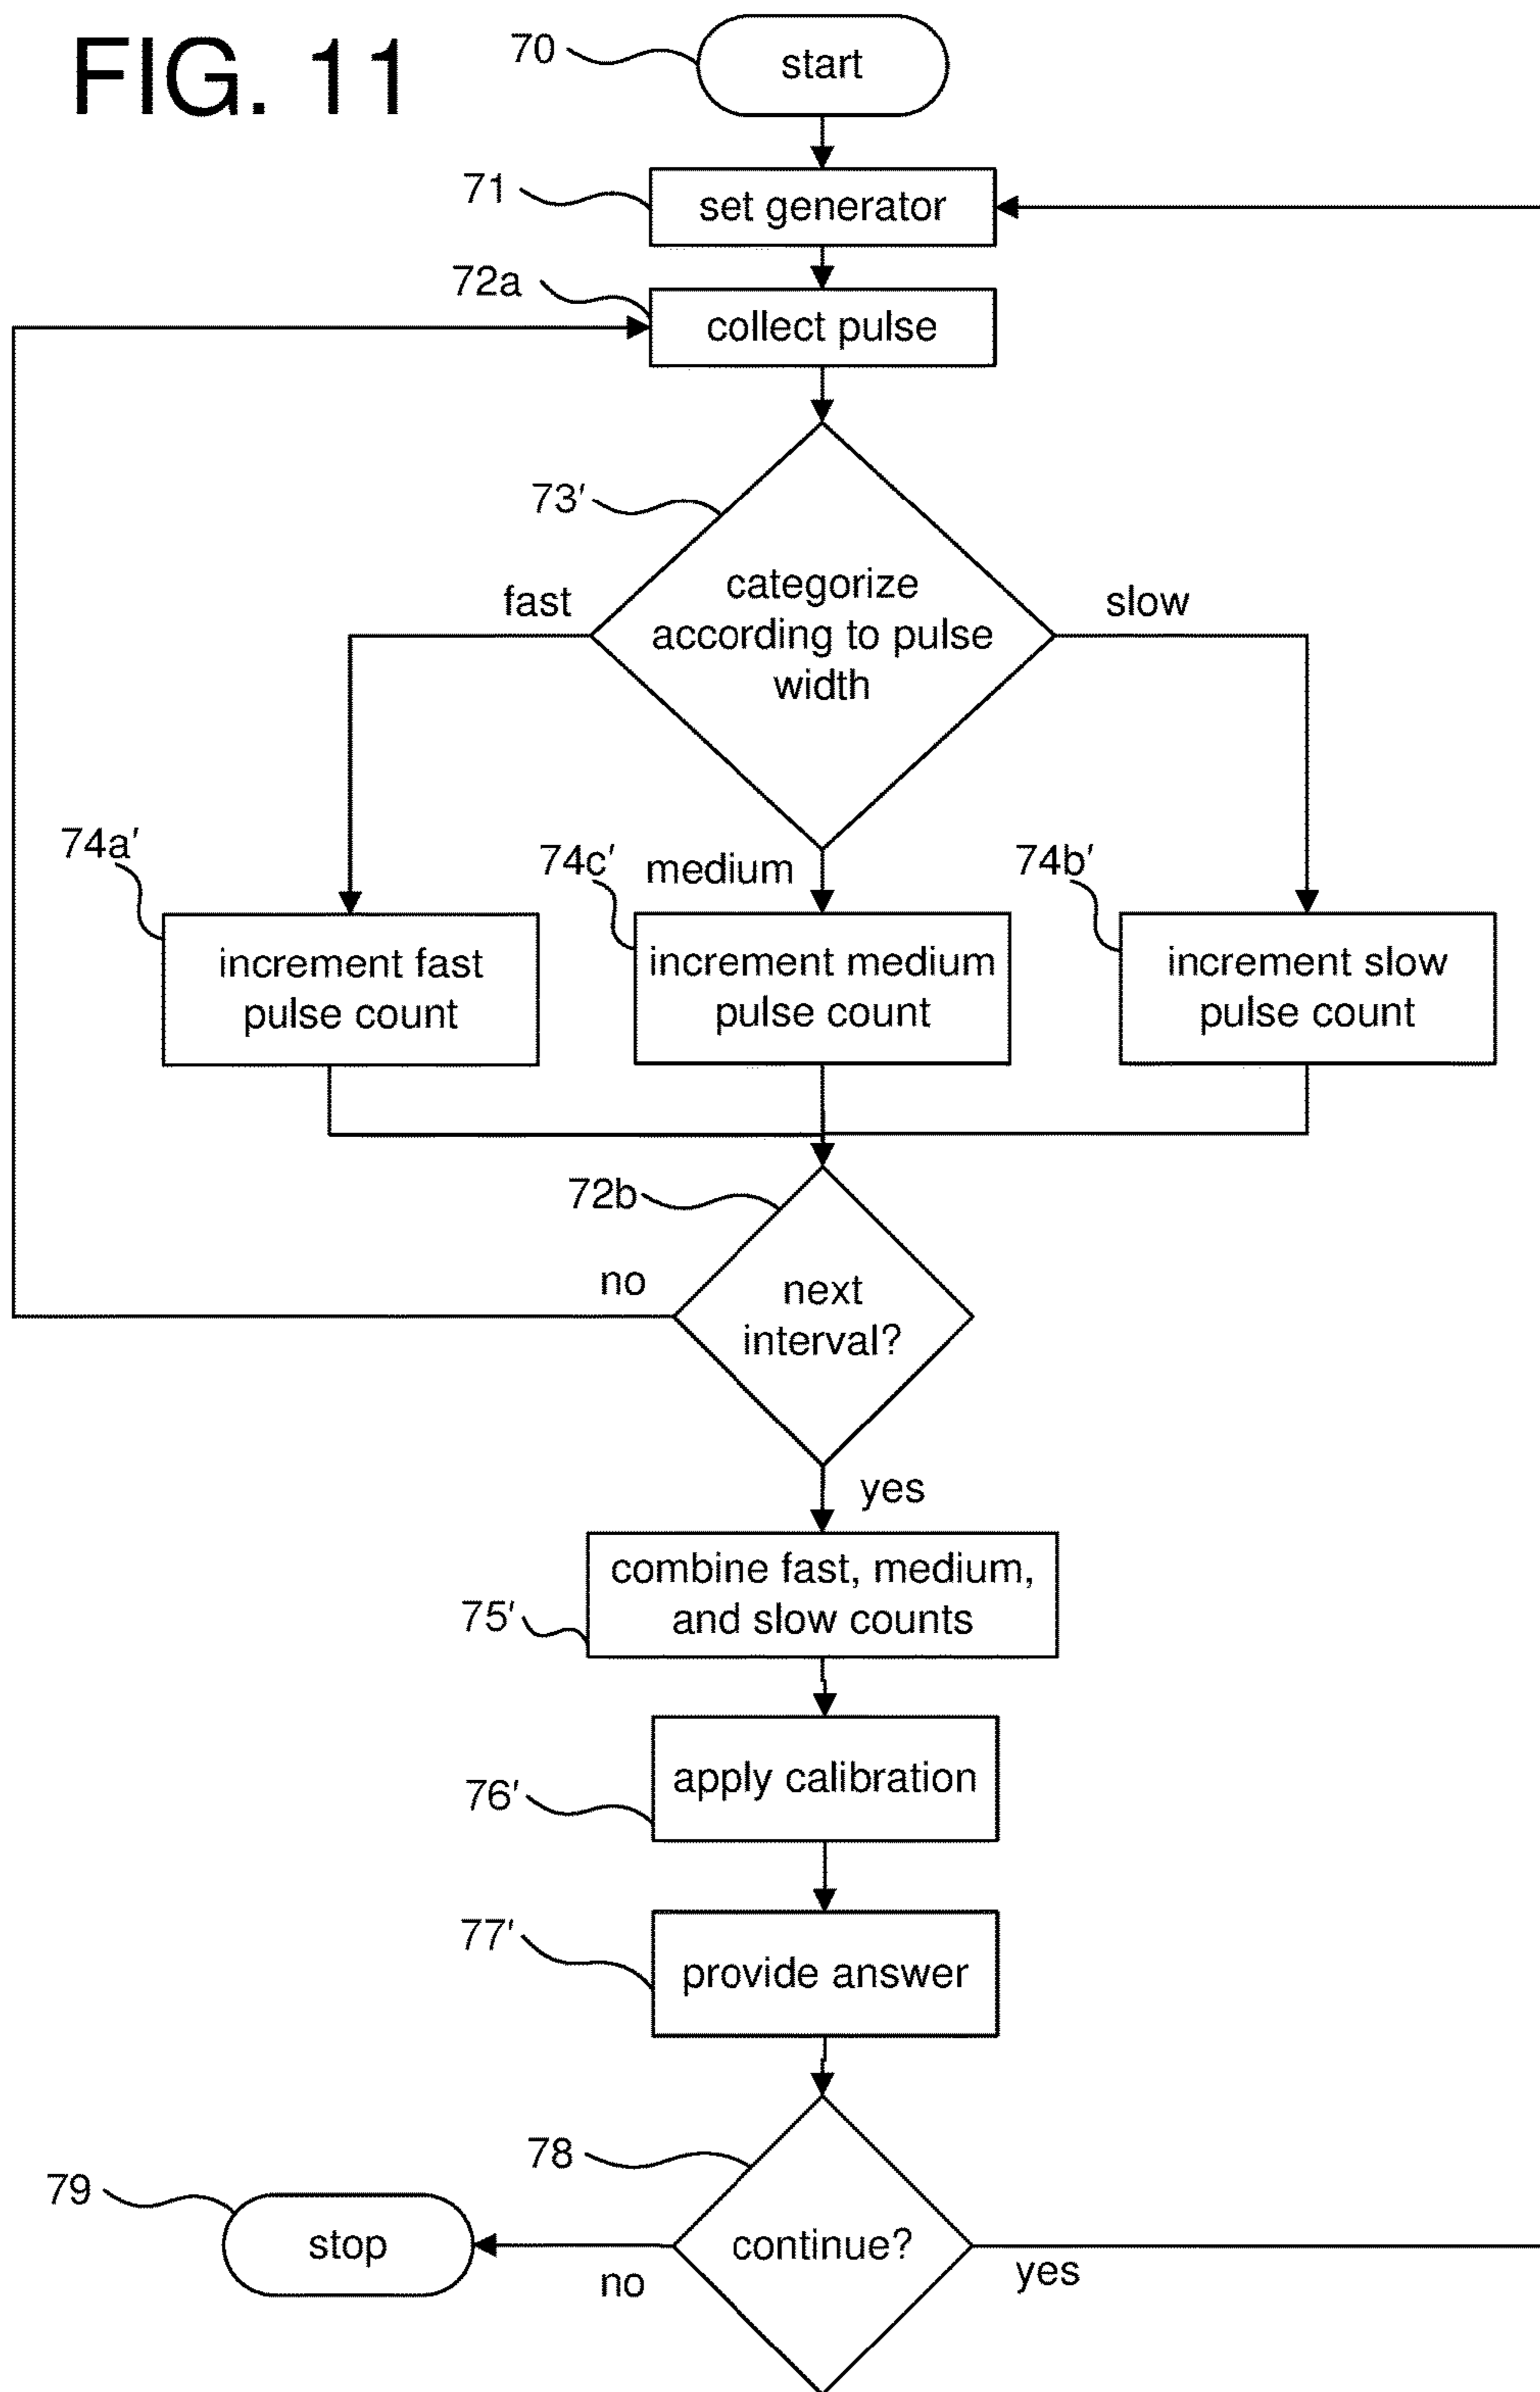 FIG. 11
70
start
71
set generator
72a
collect pulse
73'
categorize
according to pulse
width
fast
slow
medium
74a'
increment fast
pulse count
74c'
increment medium
pulse count
74b'
increment slow
pulse count
72b
next
interval?
no
yes
combine fast, medium,
and slow counts
75'
apply calibration
76'
77'
provide answer
78
continue?
79
stop
no
yes